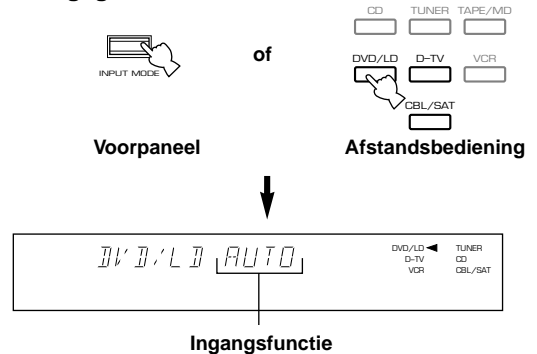 CD TUNER TAPE/MD
of
DVD/LD D-TV VCR
INPUT MODE
CBL/SAT
Voorpaneel Afstandsbediening
DVD/LD AUTO
DVD/LD TUNER
D-TV CD
VCR CBL/SAT
Ingangsfunctie